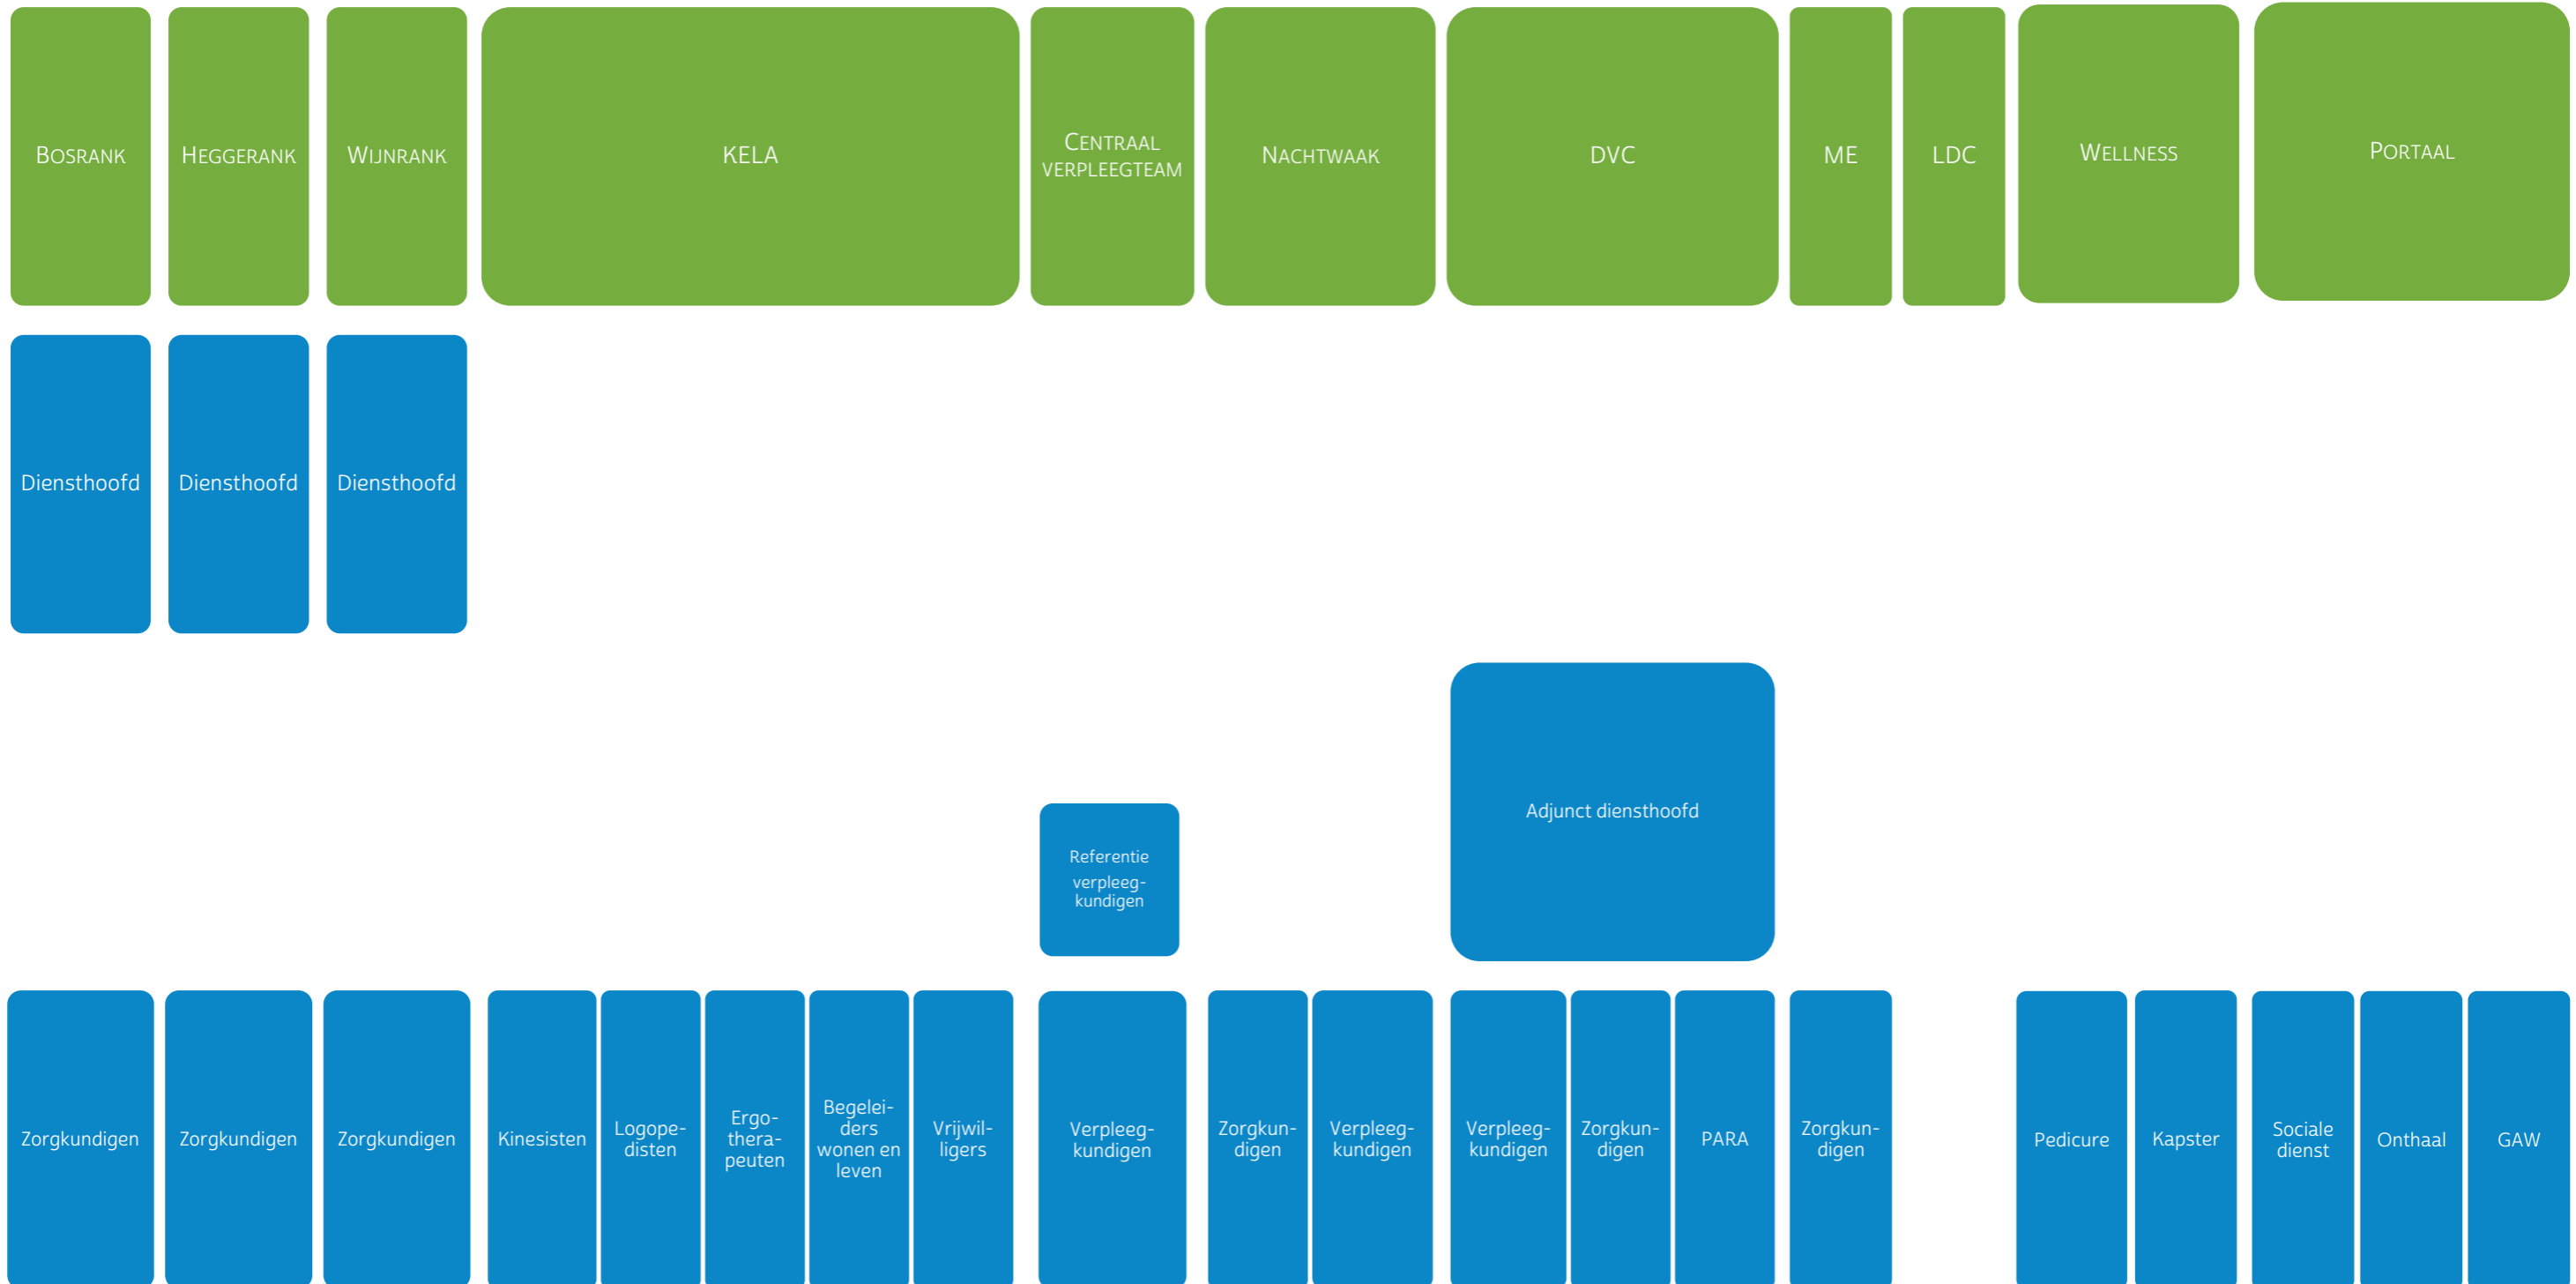 BOSRANK
HEGGERANK
WIJNRANK
KELA
CENTRAAL
VERPLEEGTEAM
NACHTWAAK
DVC
ME
LDC
WELLNESS
PORTAAL
Diensthoofd
Diensthoofd
Diensthoofd
Adjunct diensthoofd
Referentie
verpleeg-
kundigen
Zorgkundigen
Zorgkundigen
Zorgkundigen
Kinesisten
Logope-
disten
Ergo-
thera-
peuten
Begelei-
ders
wonen en
leven
Vrijwil-
ligers
Verpleeg-
kundigen
Zorgkun-
digen
Verpleeg-
kundigen
Verpleeg-
kundigen
Zorgkun-
digen
PARA
Zorgkun-
digen
Pedicure
Kapster
Sociale
dienst
Onthaal
GAW